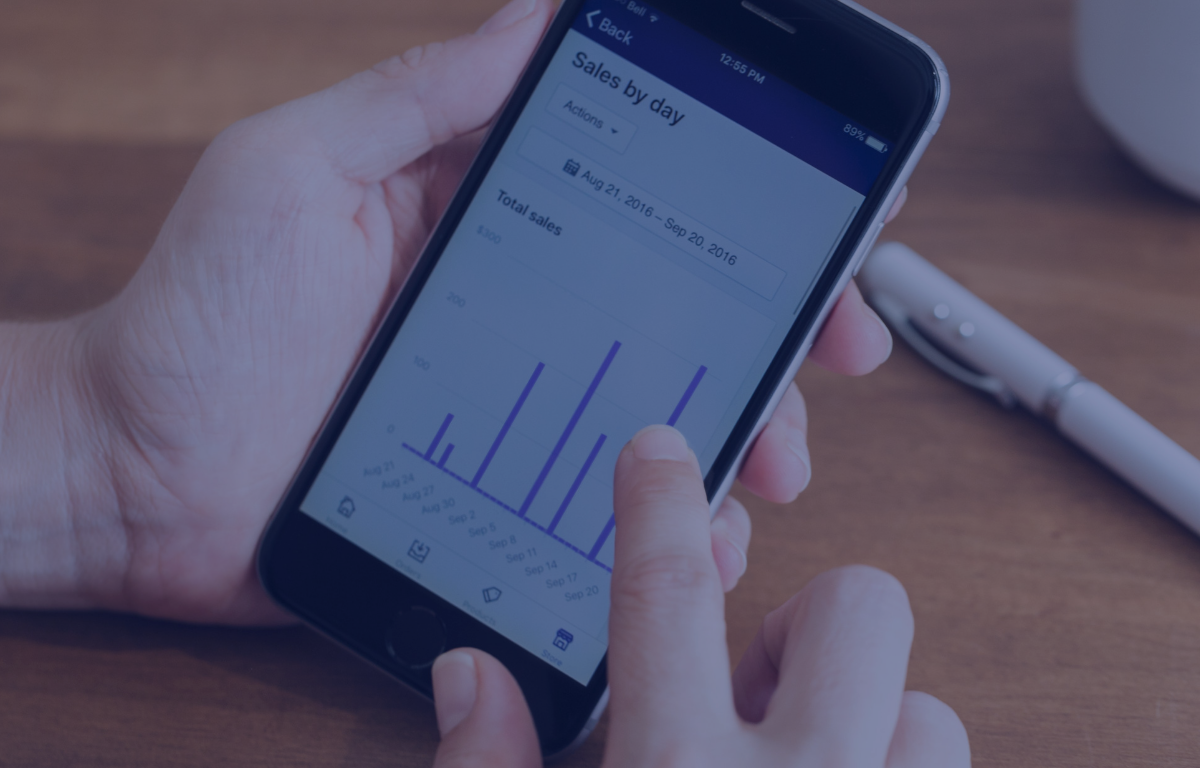 Bell
Back
12:55 PM
89%
Sales by day
Actions
Aug 21, 2016 – Sep 20, 2016
Total sales
$300
200
100
0
Aug 21
Aug 24
Aug 27
Aug 30
Sep 2
Sep 5
Sep 8
Sep 11
Sep 14
Sep 17
Sep 20
Products
Store